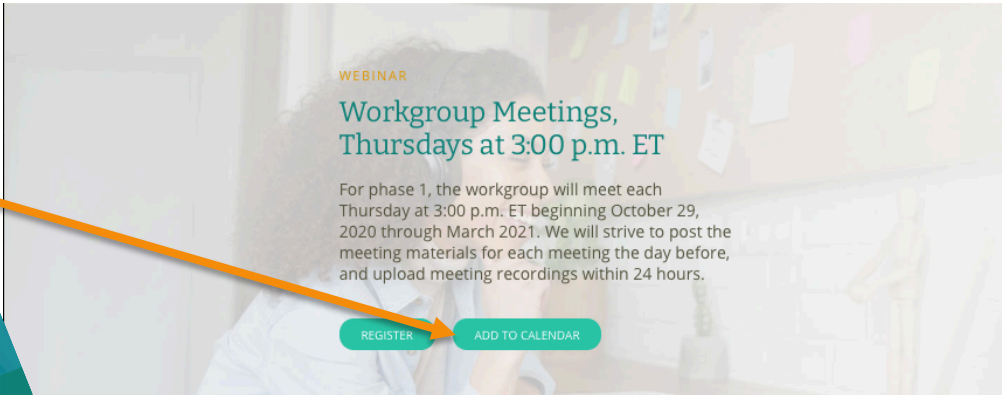 WEBINAR
Workgroup Meetings,
Thursdays at 3:00 p.m. ET
For phase 1, the workgroup will meet each
Thursday at 3:00 p.m. ET beginning October 29,
2020 through March 2021. We will strive to post the
meeting materials for each meeting the day before,
and upload meeting recordings within 24 hours.
REGISTER
ADD TO CALENDAR